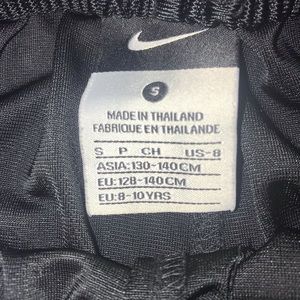 S
MADE IN THAILAND
FABRIQUE EN THAILANDE
S P CH US-8
ASIA:130-140CM
EU:128-140CM
EU:8-10YRS